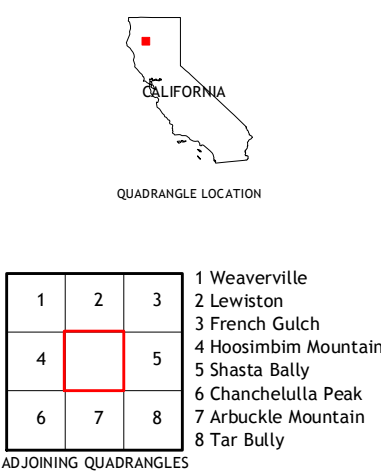 CALIFORNIA
QUADRANGLE LOCATION
1 2 3
4 5
6 7 8
1 Weaverville
2 Lewiston
3 French Gulch
4 Hoosimbim Mountain
5 Shasta Bally
6 Chanchelulla Peak
7 Arbuckle Mountain
8 Tar Bully
ADJOINING QUADRANGLES